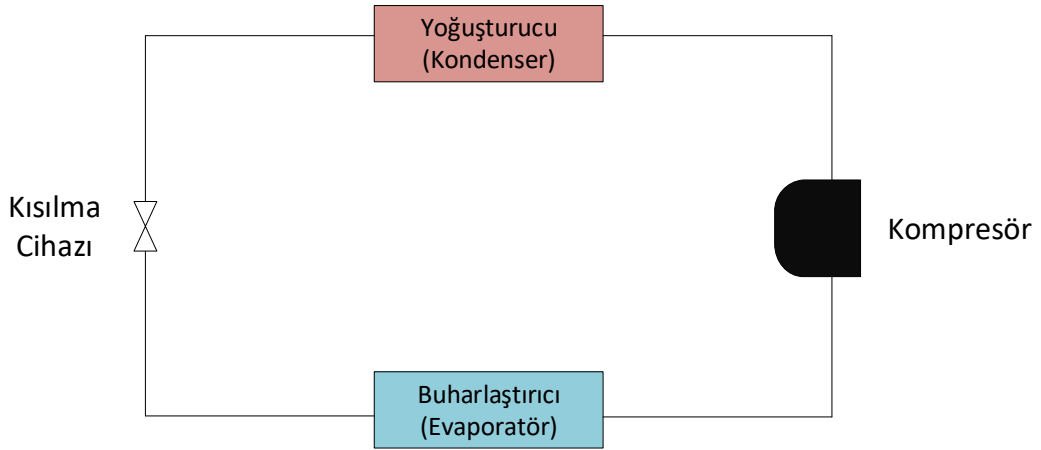 Yoğuşturucu
(Kondenser)
Kısılma
Cihazı
Kompresör
Buharlaştırıcı
(Evaporatör)